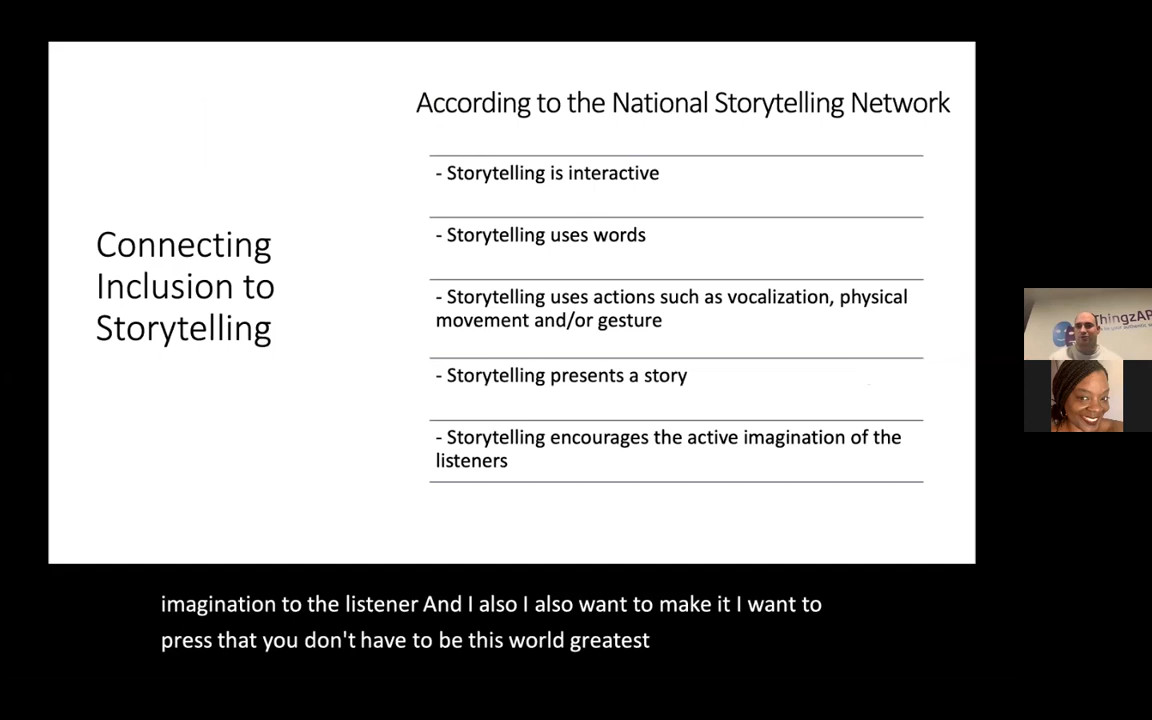 According to the National Storytelling Network
- Storytelling is interactive
- Storytelling uses words
- Storytelling uses actions such as vocalization, physical
movement and/or gesture
- Storytelling presents a story
- Storytelling encourages the active imagination of the
listeners
Connecting
Inclusion to
Storytelling
ThingzAP
imagination to the listener And I also I also want to make it I want to
press that you don't have to be this world greatest